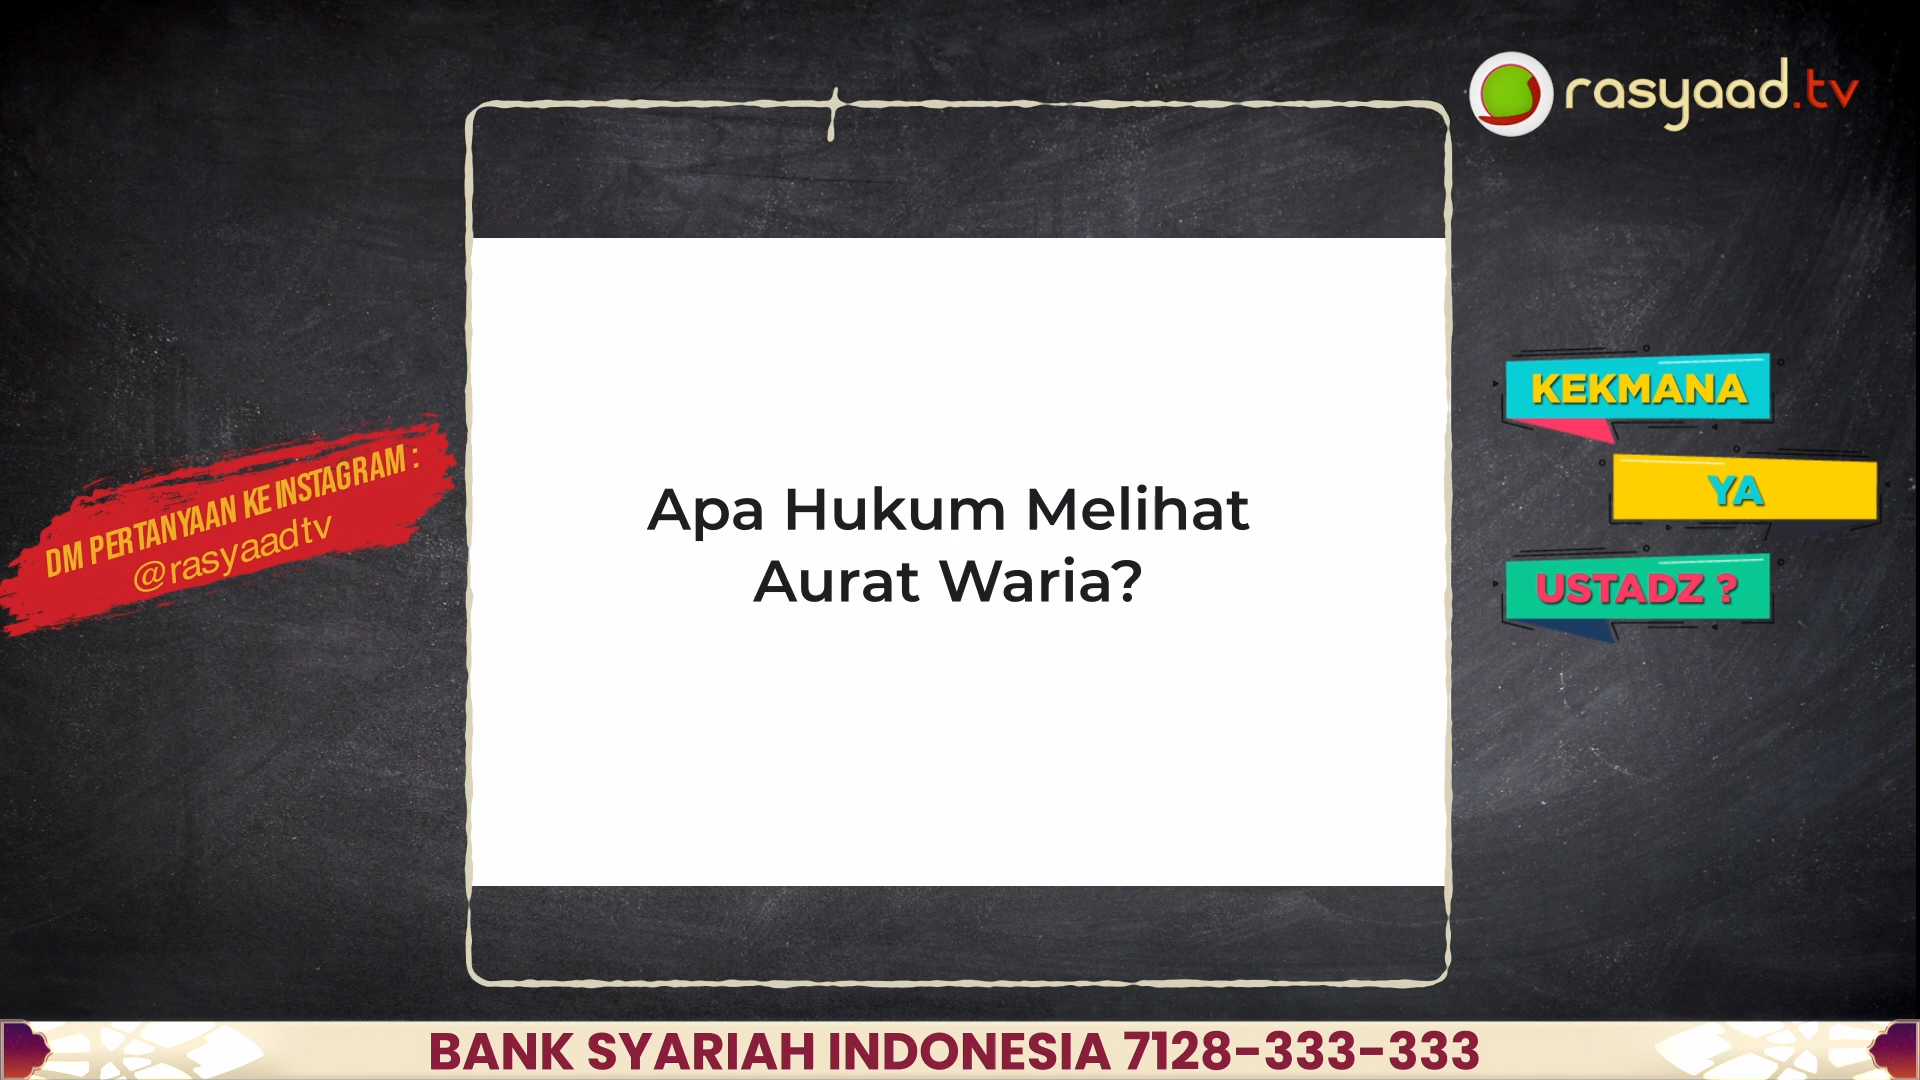 rasyaad.tv
Apa Hukum Melihat
Aurat Waria?
DM PERTANYAAN KE INSTAGRAM :
@rasyaadtv
KEKMANA
YA
USTADZ ?
BANK SYARIAH INDONESIA 7128-333-333